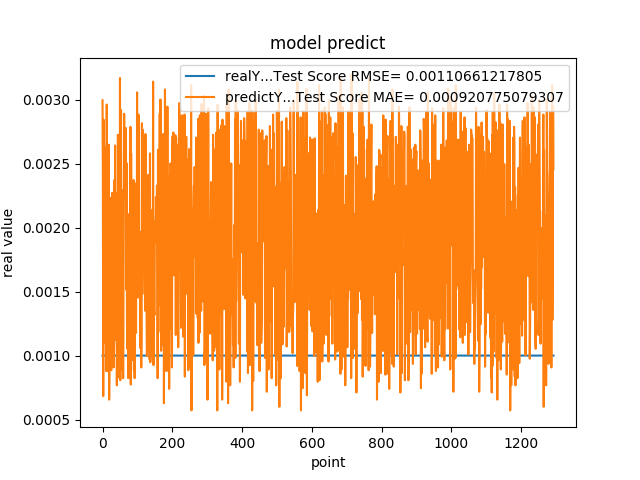 model predict
realY...Test Score RMSE= 0.00110661217805
predictY...Test Score MAE= 0.000920775079307
0.0030
0.0025
0.0020
0.0015
0.0010
0.0005
real value
0 200 400 600 800 1000 1200
point